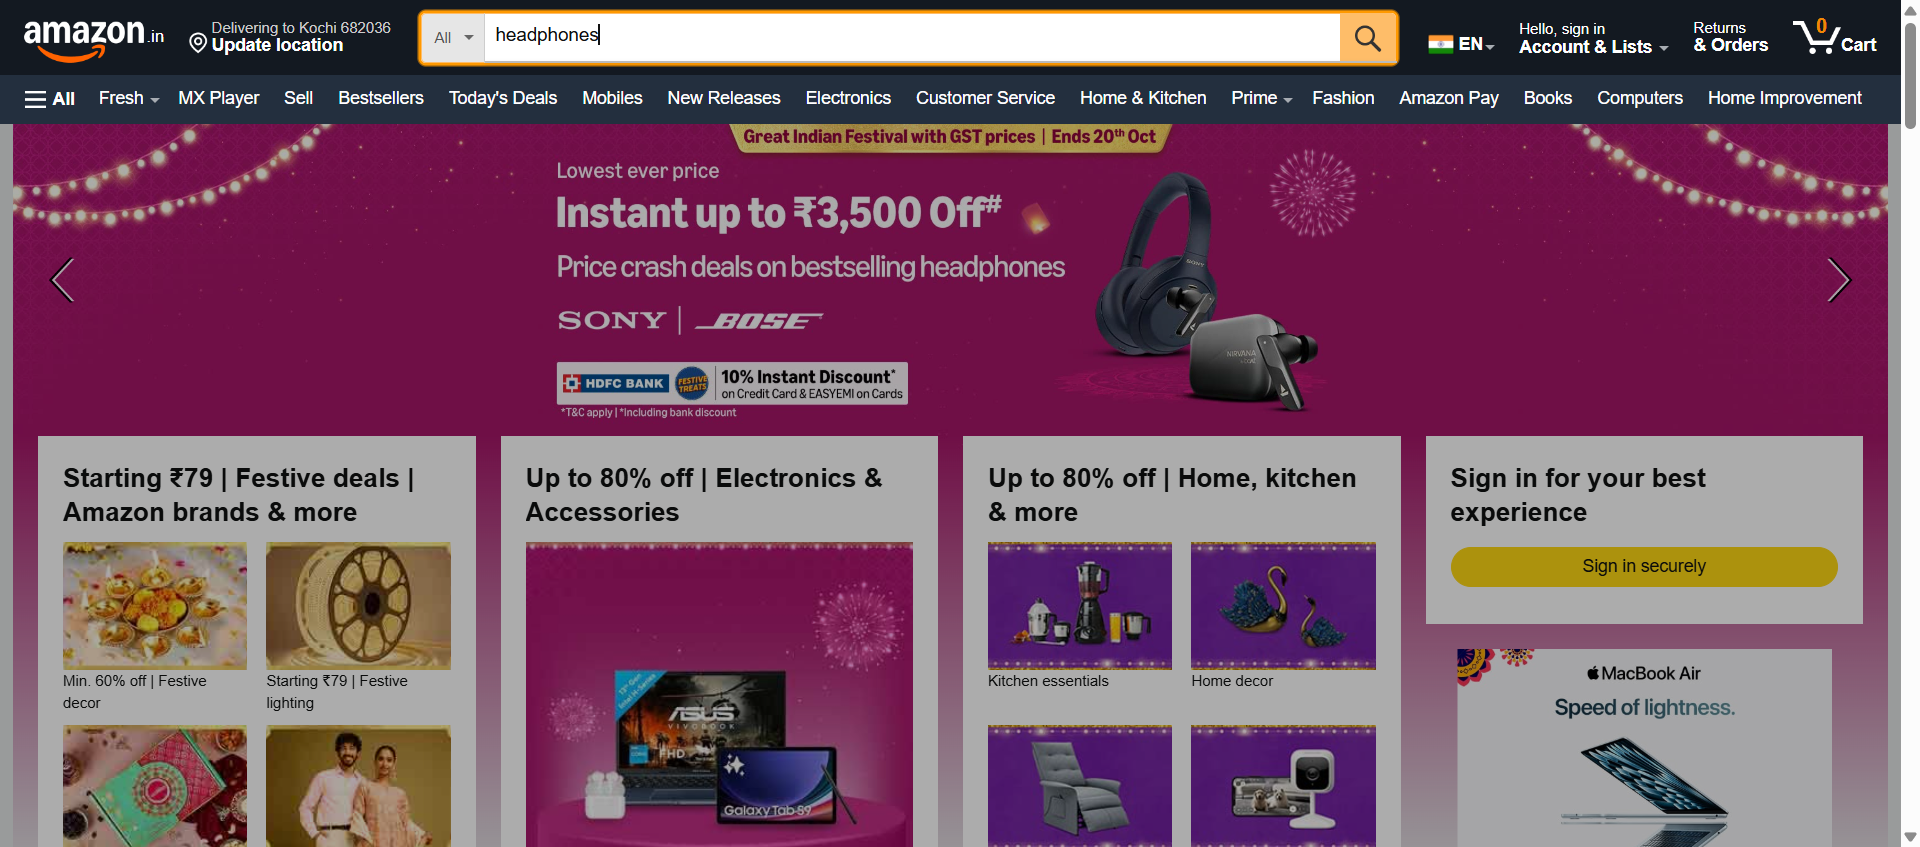 amazon.in
Delivering to Kochi 682036
Update location
All
headphones
EN
Hello, sign in
Account & Lists
Returns
& Orders
0
Cart
All
Fresh
MX Player
Sell
Bestsellers
Today's Deals
Mobiles
New Releases
Electronics
Customer Service
Home & Kitchen
Prime
Fashion
Amazon Pay
Books
Computers
Home Improvement
Great Indian Festival with GST prices | Ends 20th Oct
Lowest ever price
Instant up to ₹3,500 Off#
Price crash deals on bestselling headphones
SONY | BOSE
HDFC BANK
FESTIVE
TREATS
10% Instant Discount*
on Credit Card & EASYEMI on Cards
*T&C apply | *Including bank discount
SONY
NIRVANA
Starting ₹79 | Festive deals |
Amazon brands & more
Min. 60% off | Festive
decor
Starting ₹79 | Festive
lighting
Up to 80% off | Electronics &
Accessories
13th Gen
Intel H-Series
ASUS
VIVOBOOK
FHD
Galaxy Tab S9
Up to 80% off | Home, kitchen
& more
Kitchen essentials
Home decor
Sign in for your best
experience
Sign in securely
MacBook Air
Speed of lightness.